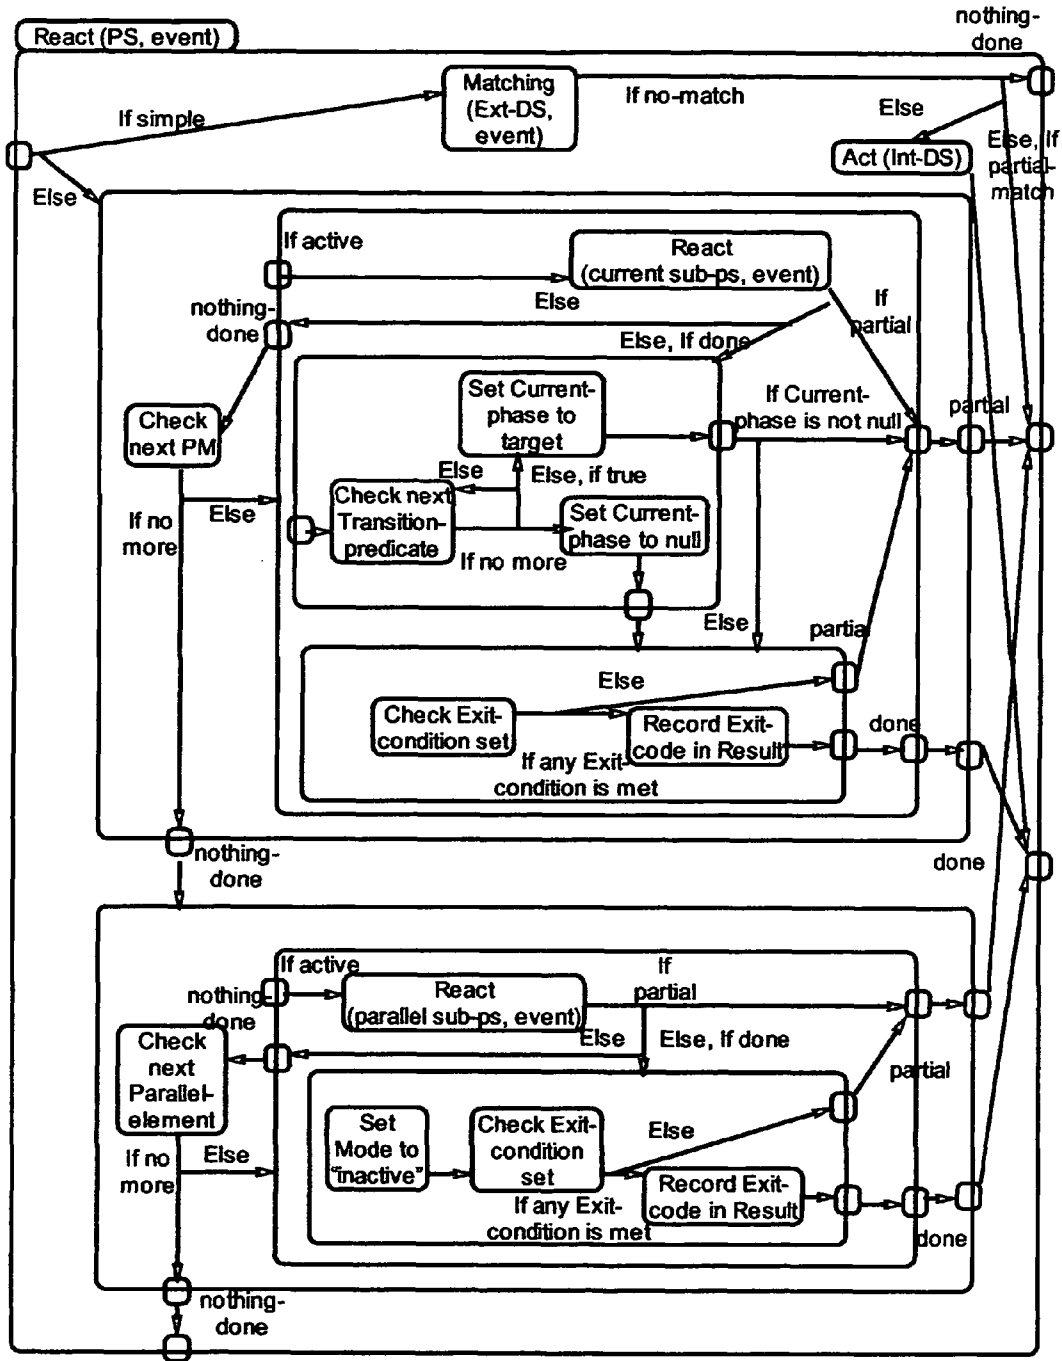 nothing-
done
React (PS, event)
Matching
(Ext-DS,
event)
If no-match
If simple
Else
Act (Int-DS)
Else, If
partial-
match
Else
If active
React
(current sub-ps, event)
Else
If
partial
nothing-
done
Else, If done
Set Current-
phase to
target
If Current-
phase is not null
partial
Check
next PM
Else
Else, if true
Check next
Transition-
predicate
Set Current-
phase to null
If no
more
Else
If no more
Else
partial
Else
Check Exit-
condition set
Record Exit-
code in Result
done
If any Exit-
condition is met
nothing-
done
done
If active
If
partial
nothing-
done
React
(parallel sub-ps, event)
Else
Else, If done
Check
next
Parallel-
element
partial
Set
Mode to
"inactive"
Check Exit-
condition
set
Else
If no
more
Else
Record Exit-
code in Result
If any Exit-
condition is met
done
nothing-
done